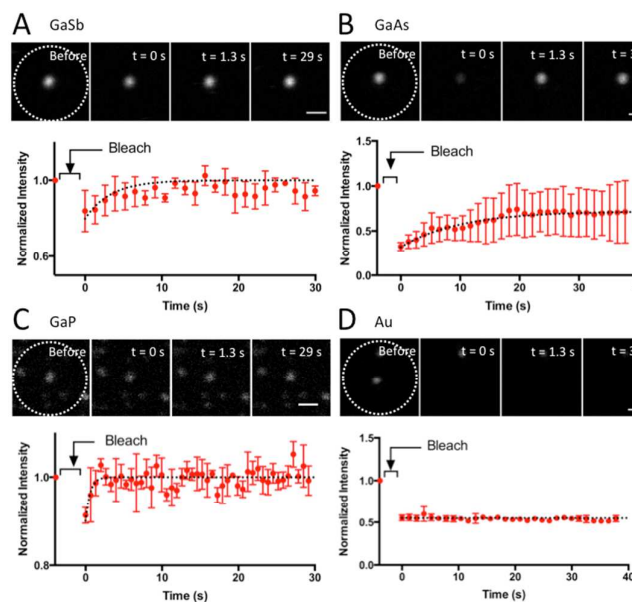 A GaSb
Before t = 0 s t = 1.3 s t = 29 s
Bleach
Normalized Intensity
1.0
0.6
0 10 20 30
Time (s)
B GaAs
Before t = 0 s t = 1.3 s
Bleach
Normalized Intensity
1.5
1.0
0.5
0.0
0 10 20 30
Time (s)
C GaP
Before t = 0 s t = 1.3 s t = 29 s
Bleach
Normalized Intensity
1.0
0.8
0 10 20 30
Time (s)
D Au
Before t = 0 s t = 1.3 s
Bleach
Normalized Intensity
1.5
1.0
0.5
0.0
0 10 20 30 40
Time (s)